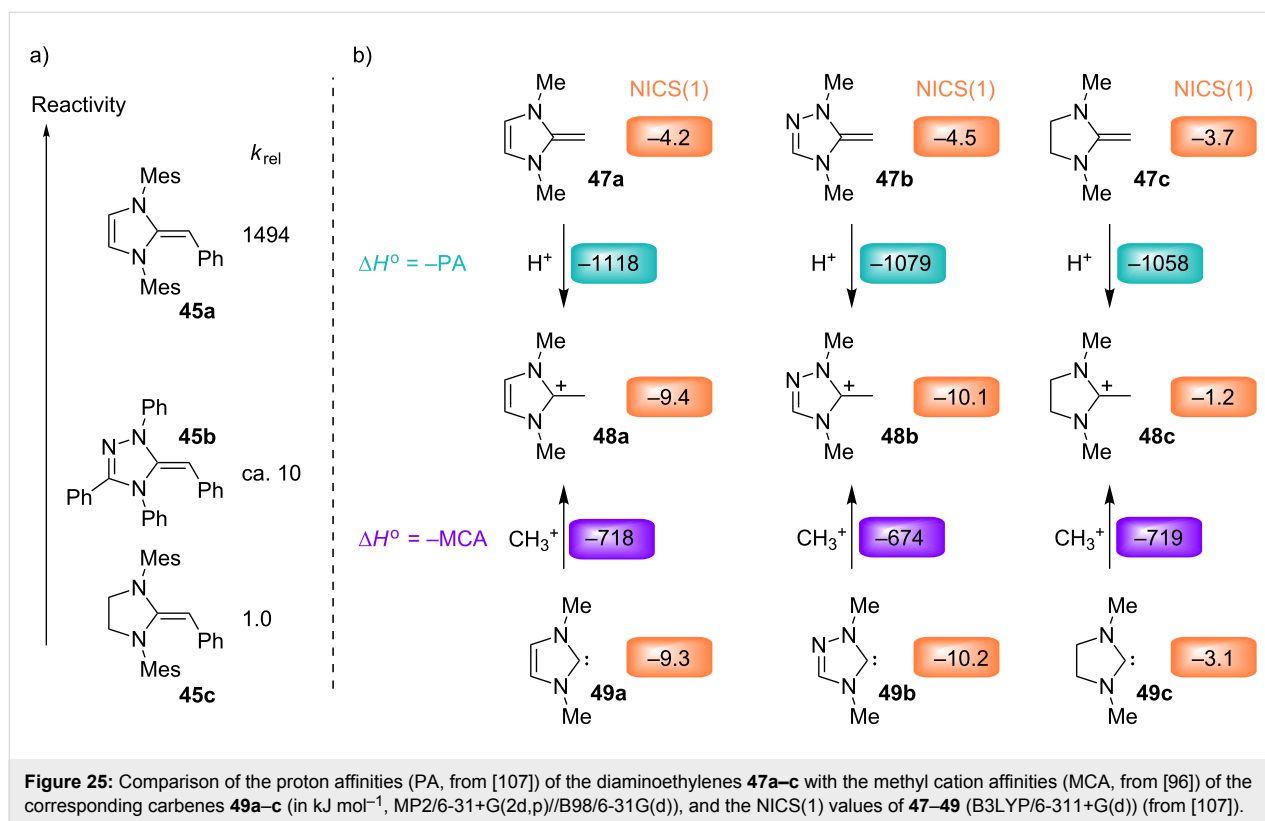 a)
b)
Reactivity
k rel
Mes
N
N
Ph
Mes
1494
45a
Ph
45b
N
N
Ph
N
Ph
Ph
ca. 10
Mes
N
N
Ph
Mes
1.0
45c
Me
N
N
Me
47a
NICS(1)
–4.2
Me
N
N
N
Me
47b
NICS(1)
–4.5
Me
N
N
Me
47c
NICS(1)
–3.7
ΔHº = –PA
H+
–1118
H+
–1079
H+
–1058
Me
N
+
N
Me
48a
–9.4
Me
N
N
+
N
Me
48b
–10.1
Me
N
+
N
Me
48c
–1.2
ΔHº = –MCA
CH3+
–718
CH3+
–674
CH3+
–719
Me
N
:
N
Me
49a
–9.3
Me
N
N
:
N
Me
49b
–10.2
Me
N
:
N
Me
49c
–3.1
Figure 25: Comparison of the proton affinities (PA, from [107]) of the diaminoethylenes 47a–c with the methyl cation affinities (MCA, from [96]) of the
corresponding carbenes 49a–c (in kJ mol−1, MP2/6-31+G(2d,p)//B98/6-31G(d)), and the NICS(1) values of 47–49 (B3LYP/6-311+G(d)) (from [107]).